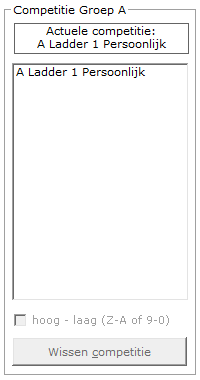 Competitie Groep A
Actuele competitie:
A Ladder 1 Persoonlijk
A Ladder 1 Persoonlijk
hoog - laag (Z-A of 9-0)
Wissen competitie